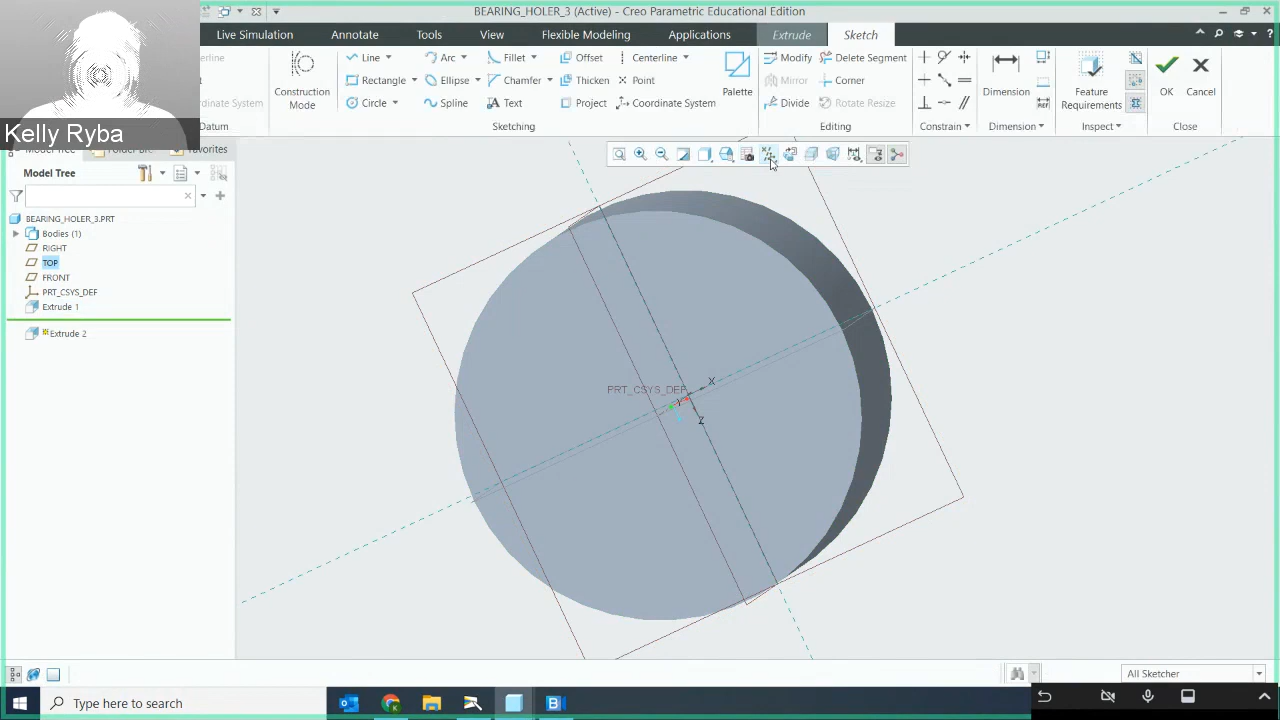 BEARING_HOLER_3 (Active) - Creo Parametric Educational Edition
Live Simulation Annotate Tools View Flexible Modeling Applications Extrude Sketch
Line Arc Fillet Offset Centerline Modify Delete Segment
Rectangle Ellipse Chamfer Thicken Point Mirror Corner
Circle Spline Text Project Coordinate System Divide Rotate Resize
Construction Mode
Palette
Dimension
Feature Requirements
OK
Cancel
Datum Sketching Editing Constrain Dimension Inspect Close
Kelly Ryba
Model Tree
BEARING_HOLER_3.PRT
Bodies (1)
RIGHT
TOP
FRONT
PRT_CSYS_DEF
Extrude 1
Extrude 2
PRT_CSYS_DEF
X
Y
Z
All Sketcher
Type here to search